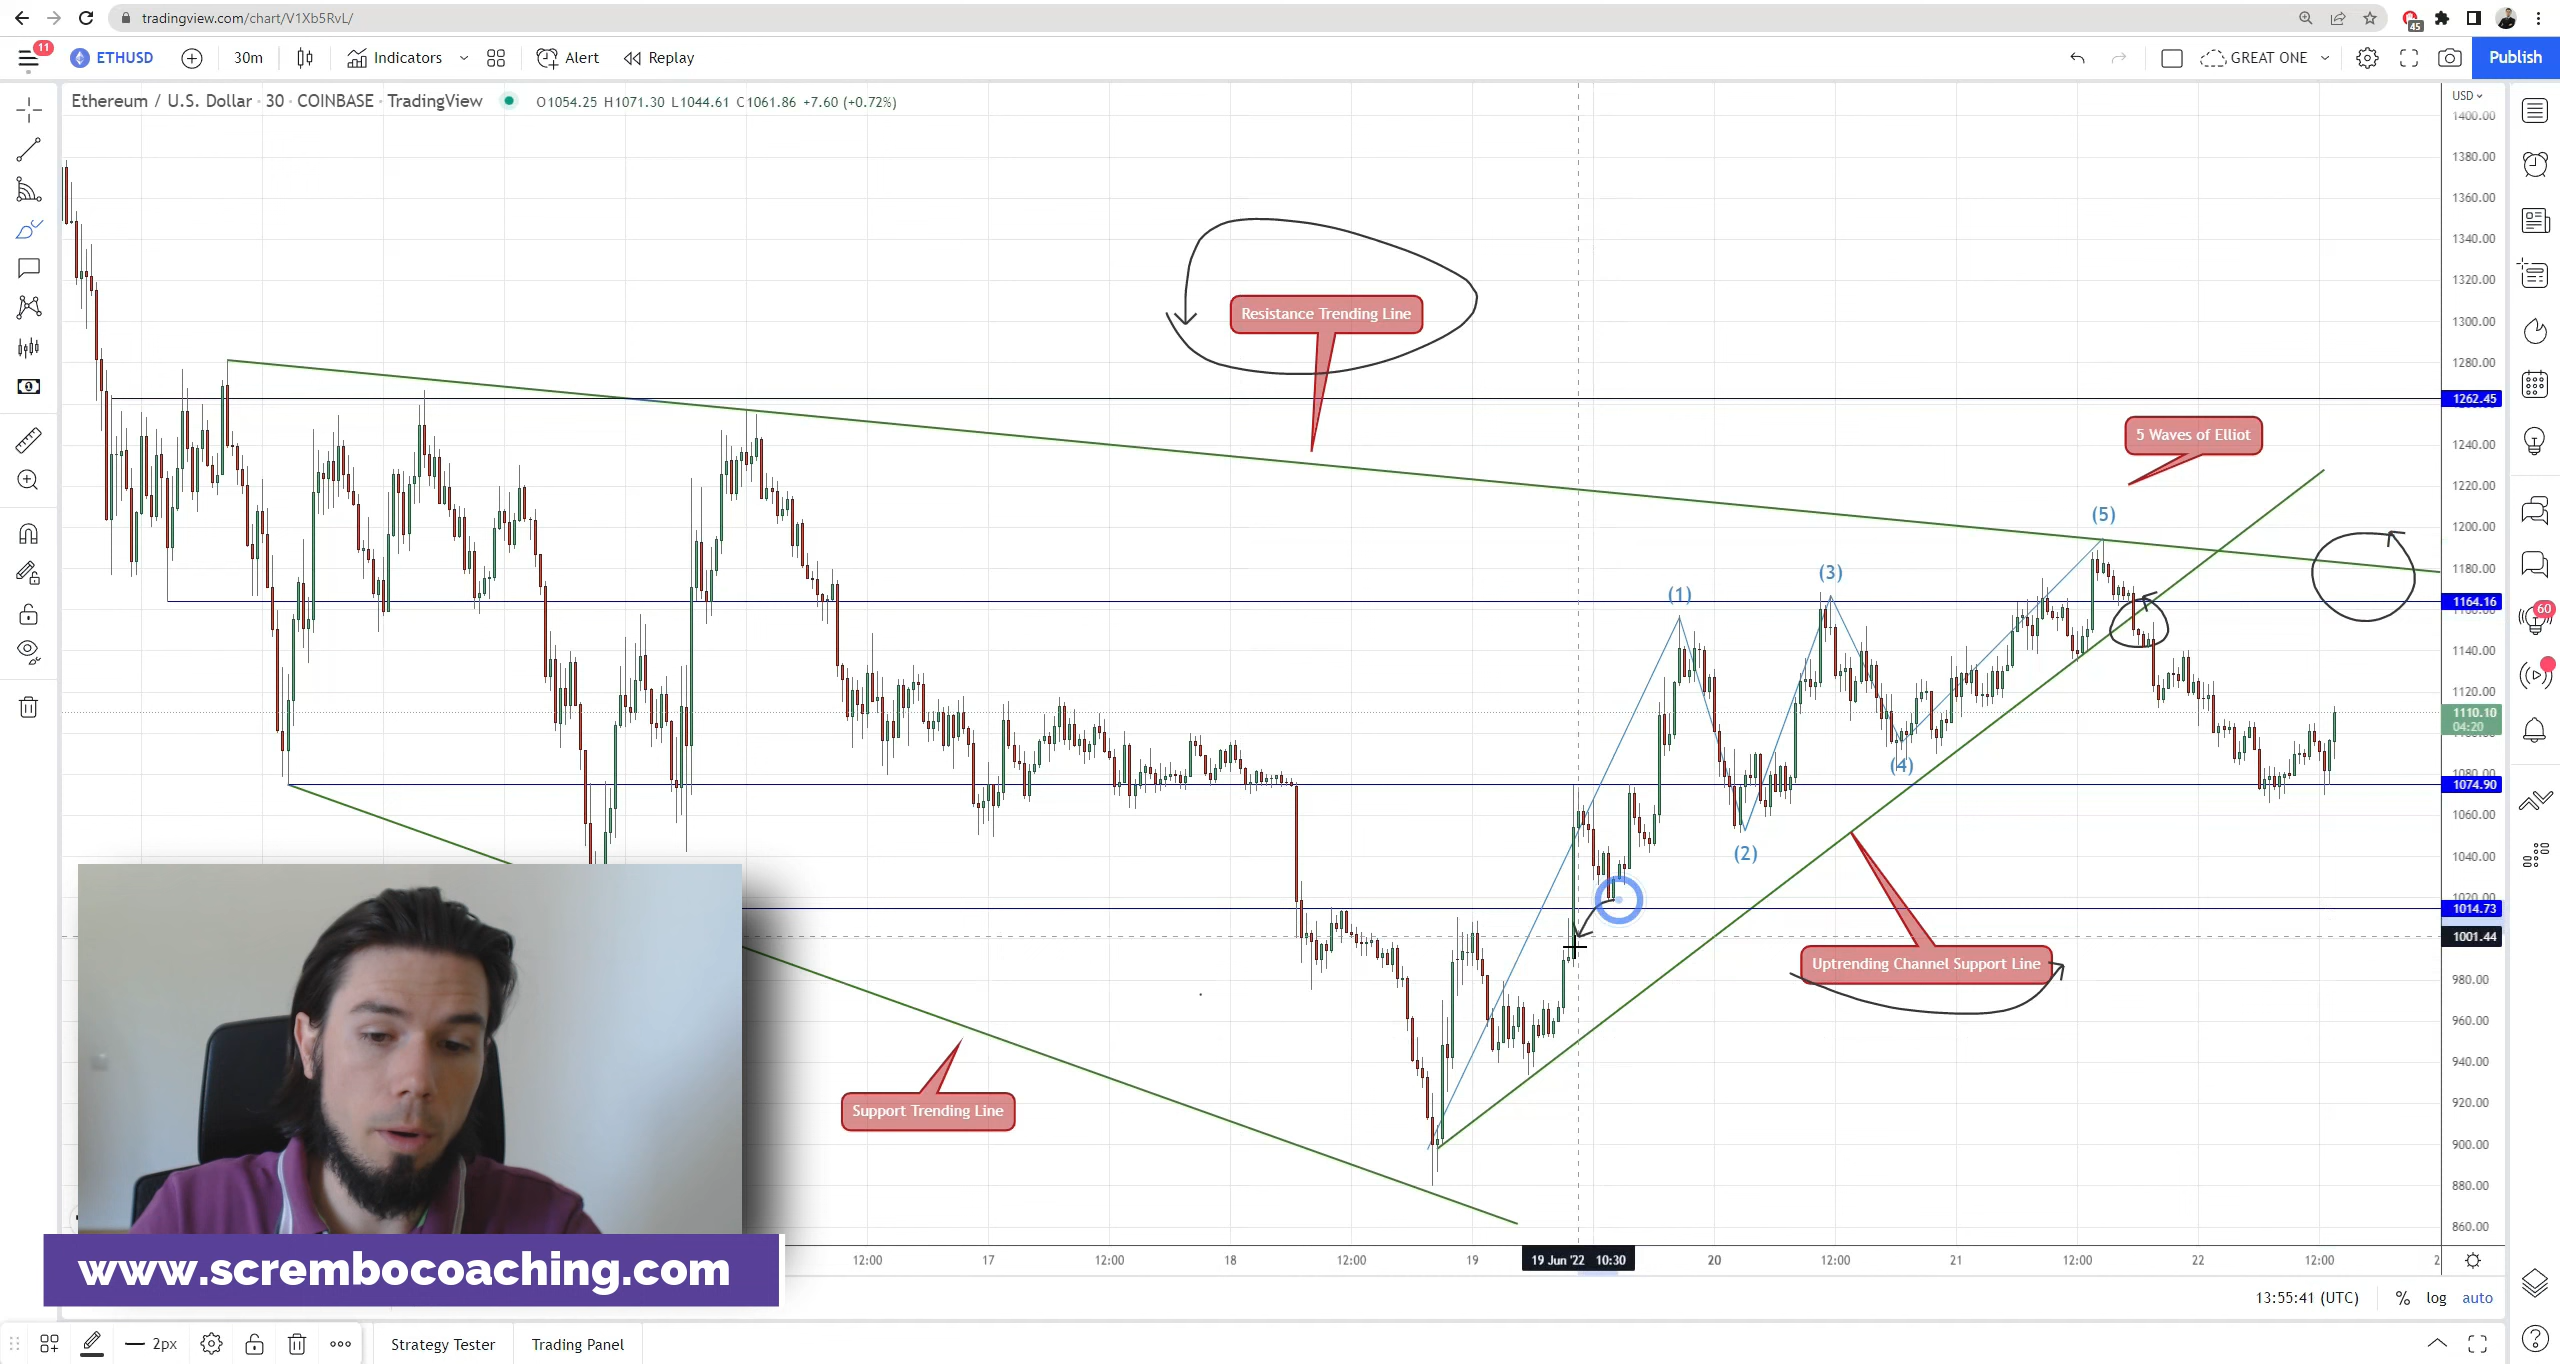 tradingview.com/chart/V1Xb5RvL/
45
11
ETHUSD
30m
Indicators
Alert
Replay
GREAT ONE
Publish
Ethereum / U.S. Dollar · 30 · COINBASE · TradingView
O1054.25 H1071.30 L1044.61 C1061.86 +7.60 (+0.72%)
USD
1400.00
1380.00
1360.00
1340.00
1320.00
Resistance Trending Line
1300.00
1280.00
1262.45
5 Waves of Elliot
1240.00
1220.00
(5)
1200.00
1180.00
(3)
(1)
1164.16
60
1140.00
1120.00
1110.10
04:20
(4)
1074.90
1060.00
(2)
1040.00
1014.73
1001.44
Uptrending Channel Support Line
980.00
960.00
940.00
920.00
Support Trending Line
900.00
880.00
860.00
12:00
17
12:00
18
12:00
19
19 Jun '22 10:30
20
12:00
21
12:00
22
12:00
2
www.scrembocoaching.com
13:55:41 (UTC)
%
log
auto
2px
Strategy Tester
Trading Panel